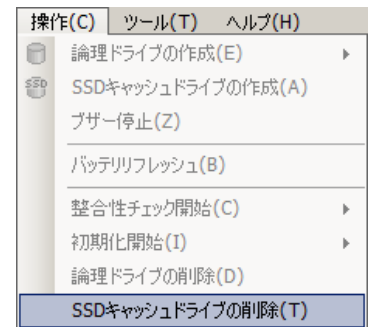 操作(C) ツール(T) ヘルプ(H)
論理ドライブの作成(E)
SSD SSDキャッシュドライブの作成(A)
ブザー停止(Z)
バッテリリフレッシュ(B)
整合性チェック開始(C)
初期化開始(I)
論理ドライブの削除(D)
SSDキャッシュドライブの削除(T)